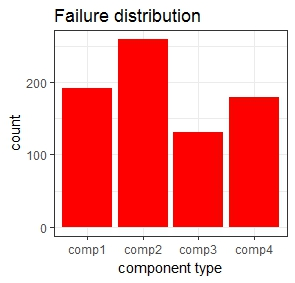 Failure distribution
count
200
100
0
comp1 comp2 comp3 comp4
component type